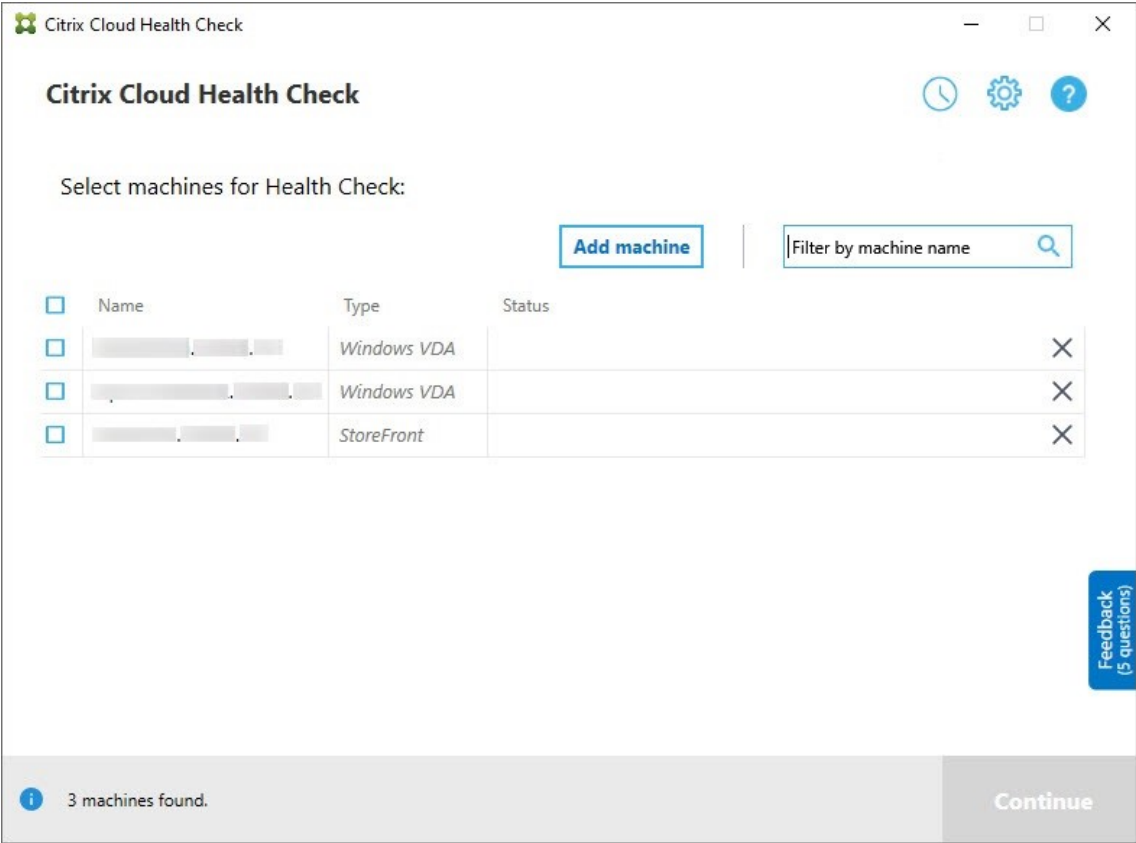 Citrix Cloud Health Check
Citrix Cloud Health Check
?
Select machines for Health Check:
Add machine
Filter by machine name
Name Type Status
Windows VDA
Windows VDA
StoreFront
Feedback
(5 questions)
3 machines found.
Continue